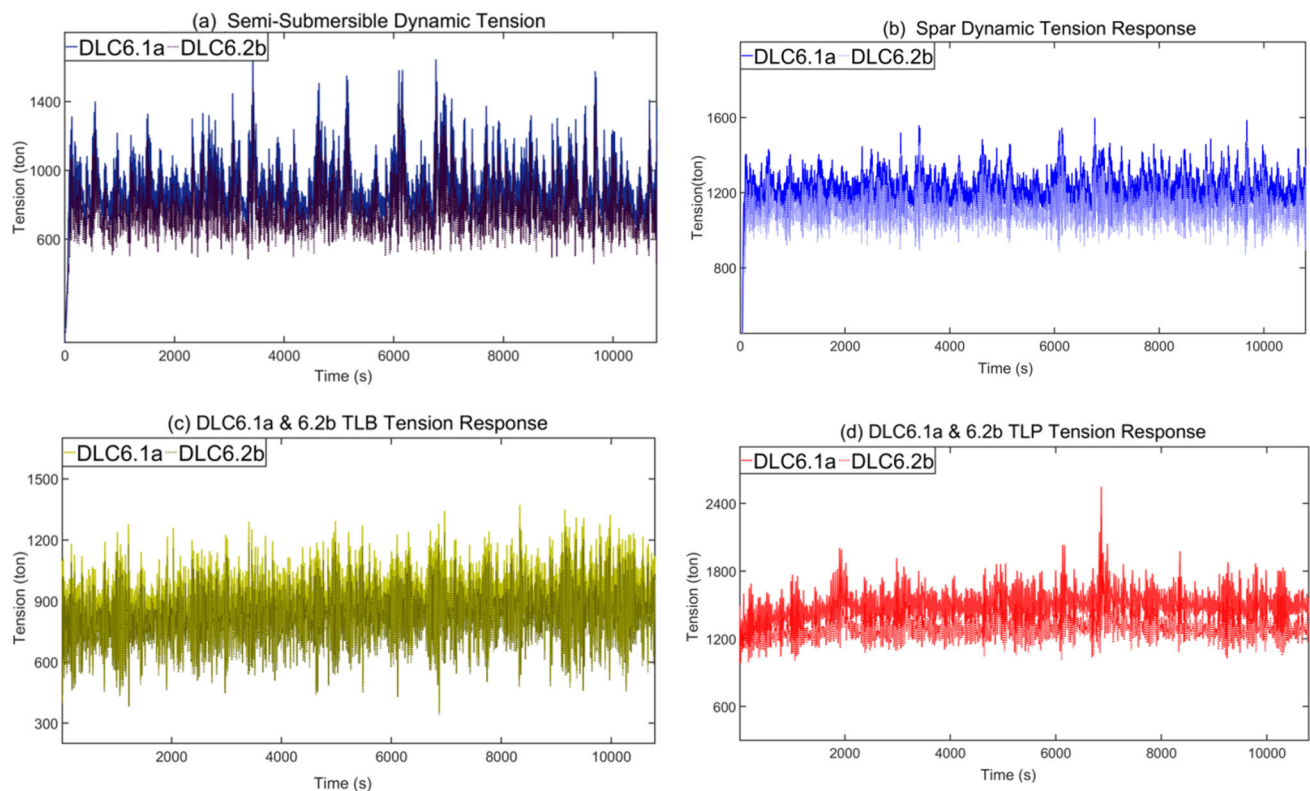 (a) Semi-Submersible Dynamic Tension
DLC6.1a DLC6.2b
1400
1000
600
Tension (ton)
0 2000 4000 6000 8000 10000
Time (s)
(b) Spar Dynamic Tension Response
DLC6.1a DLC6.2b
1600
1200
800
Tension(ton)
0 2000 4000 6000 8000 10000
Time (s)
(c) DLC6.1a & 6.2b TLB Tension Response
DLC6.1a DLC6.2b
1500
1200
900
600
300
Tension (ton)
2000 4000 6000 8000 10000
Time (s)
(d) DLC6.1a & 6.2b TLP Tension Response
DLC6.1a DLC6.2b
2400
1800
1200
600
Tension (ton)
2000 4000 6000 8000 10000
Time (s)